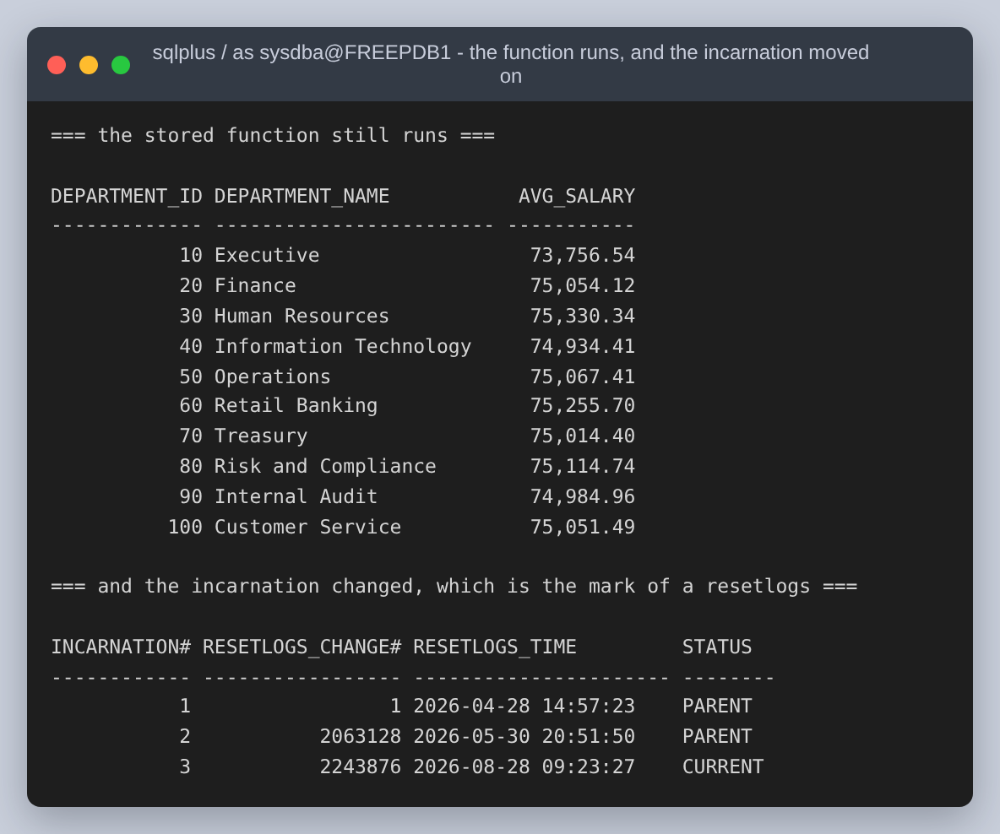 sqlplus / as sysdba@FREEPDB1 - the function runs, and the incarnation moved
on
=== the stored function still runs ===
DEPARTMENT_ID DEPARTMENT_NAME          AVG_SALARY
------------- ------------------------ -----------
           10 Executive                  73,756.54
           20 Finance                    75,054.12
           30 Human Resources            75,330.34
           40 Information Technology     74,934.41
           50 Operations                 75,067.41
           60 Retail Banking             75,255.70
           70 Treasury                   75,014.40
           80 Risk and Compliance        75,114.74
           90 Internal Audit             74,984.96
          100 Customer Service           75,051.49
=== and the incarnation changed, which is the mark of a resetlogs ===
INCARNATION# RESETLOGS_CHANGE# RESETLOGS_TIME         STATUS
------------ ----------------- ---------------------- --------
           1                 1 2026-04-28 14:57:23    PARENT
           2           2063128 2026-05-30 20:51:50    PARENT
           3           2243876 2026-08-28 09:23:27    CURRENT